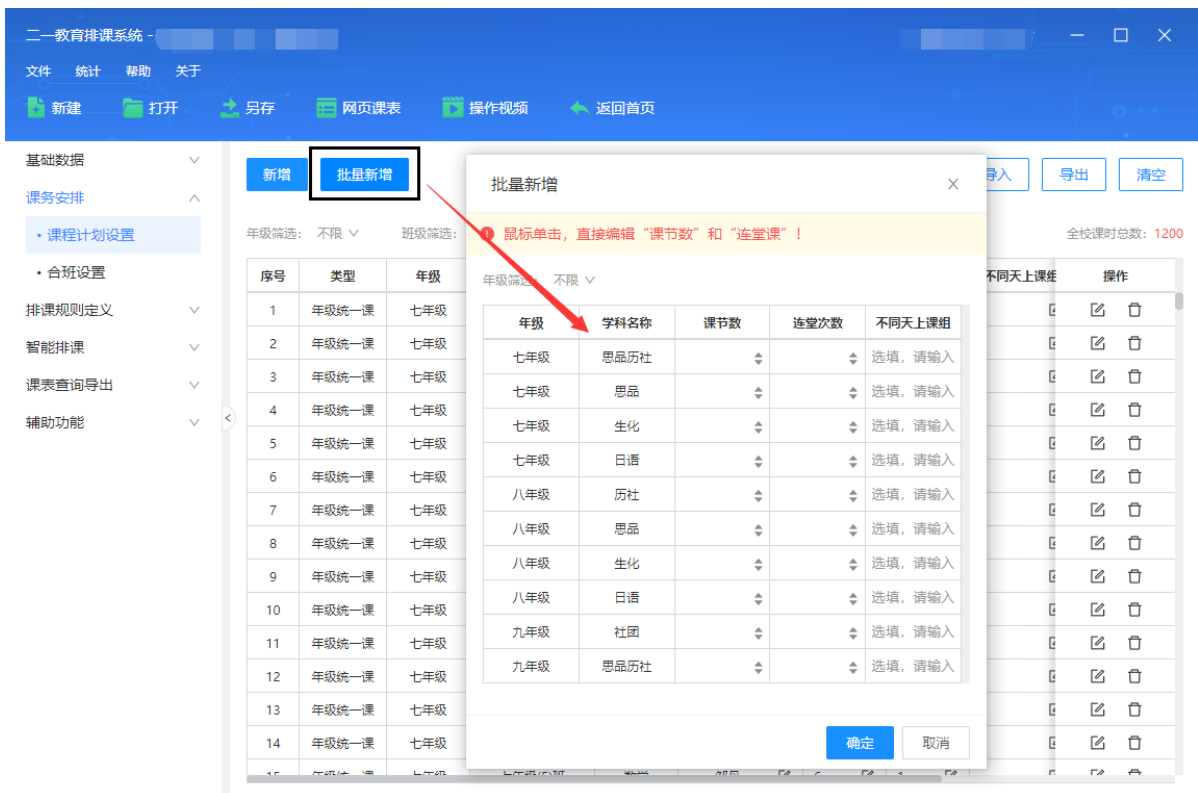 二一教育排课系统 -
文件 统计 帮助 关于
新建 打开 另存 网页课表 操作视频 返回首页
基础数据
课务安排
• 课程计划设置
• 合班设置
排课规则定义
智能排课
课表查询导出
辅助功能
新增 批量新增 导入 导出 清空
年级筛选: 不限 班级筛选: 全校课时总数: 1200
序号 类型 年级 不同天上课组 操作
1 年级统一课 七年级
2 年级统一课 七年级
3 年级统一课 七年级
4 年级统一课 七年级
5 年级统一课 七年级
6 年级统一课 七年级
7 年级统一课 七年级
8 年级统一课 七年级
9 年级统一课 七年级
10 年级统一课 七年级
11 年级统一课 七年级
12 年级统一课 七年级
13 年级统一课 七年级
14 年级统一课 七年级
15 年级统一课 七年级 七年级(5)班 数学 6 1
批量新增
鼠标单击，直接编辑“课节数”和“连堂课”！
年级筛选: 不限
年级 学科名称 课节数 连堂次数 不同天上课组
七年级 思品历社 选填，请输入
七年级 思品 选填，请输入
七年级 生化 选填，请输入
七年级 日语 选填，请输入
八年级 历社 选填，请输入
八年级 思品 选填，请输入
八年级 生化 选填，请输入
八年级 日语 选填，请输入
九年级 社团 选填，请输入
九年级 思品历社 选填，请输入
确定 取消